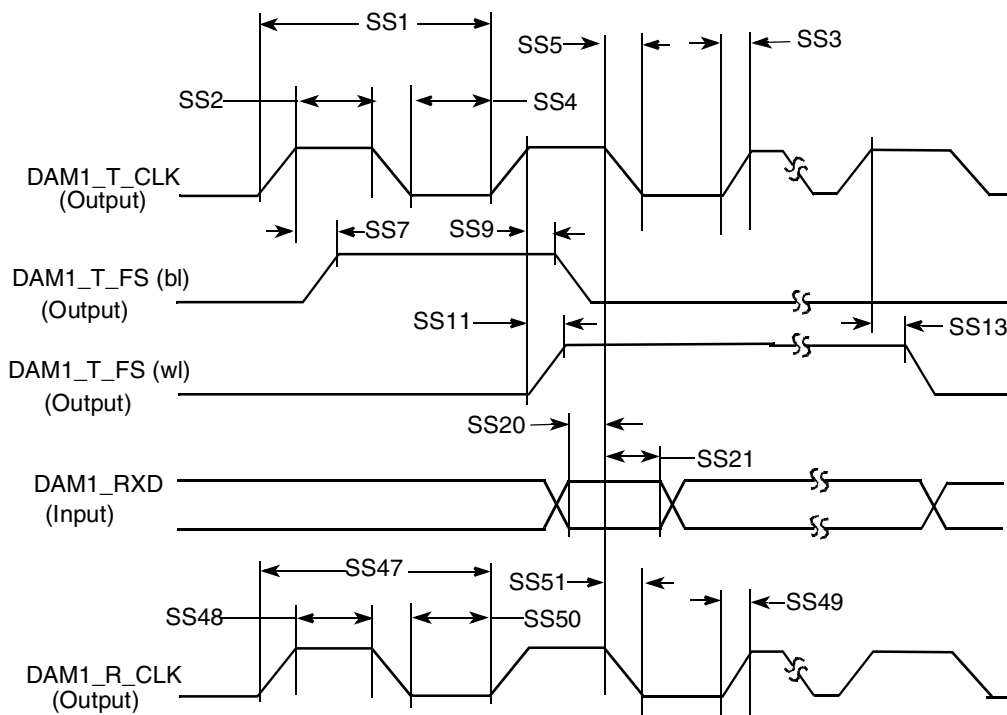 SS1
SS5
SS3
SS2
SS4
DAM1_T_CLK
(Output)
SS7
SS9
DAM1_T_FS (bl)
(Output)
SS11
SS13
DAM1_T_FS (wl)
(Output)
SS20
SS21
DAM1_RXD
(Input)
SS47
SS51
SS49
SS48
SS50
DAM1_R_CLK
(Output)